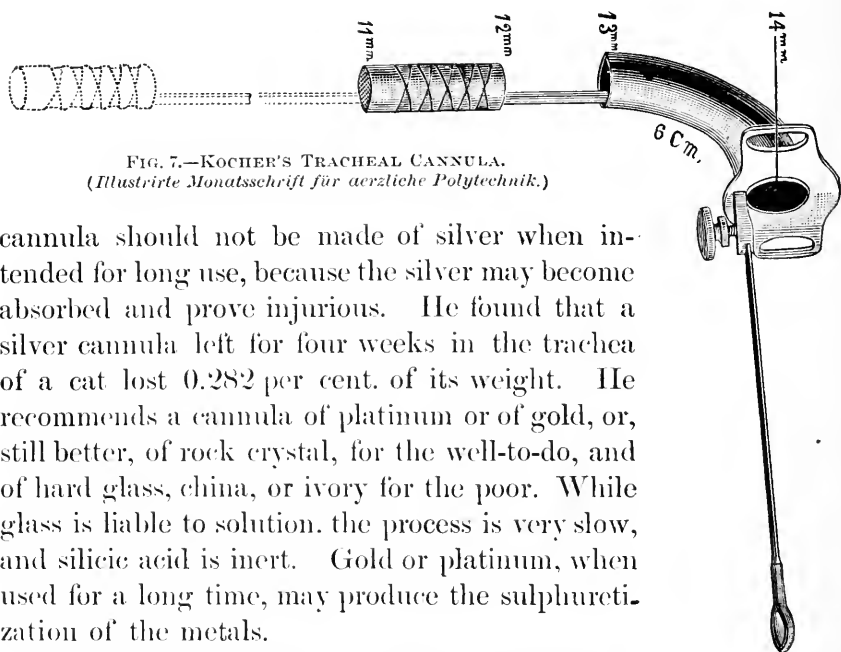 11mm 12mm 13mm 14mm
6 Cm.
FIG. 7.—KOCHER'S TRACHEAL CANNULA.
(Illustrirte Monatsschrift für aerzliche Polytechnik.)
cannula should not be made of silver when in-
tended for long use, because the silver may become
absorbed and prove injurious. He found that a
silver cannula left for four weeks in the trachea
of a cat lost 0.282 per cent. of its weight. He
recommends a cannula of platinum or of gold, or,
still better, of rock crystal, for the well-to-do, and
of hard glass, china, or ivory for the poor. While
glass is liable to solution. the process is very slow,
and silicic acid is inert. Gold or platinum, when
used for a long time, may produce the sulphureti-
zation of the metals.